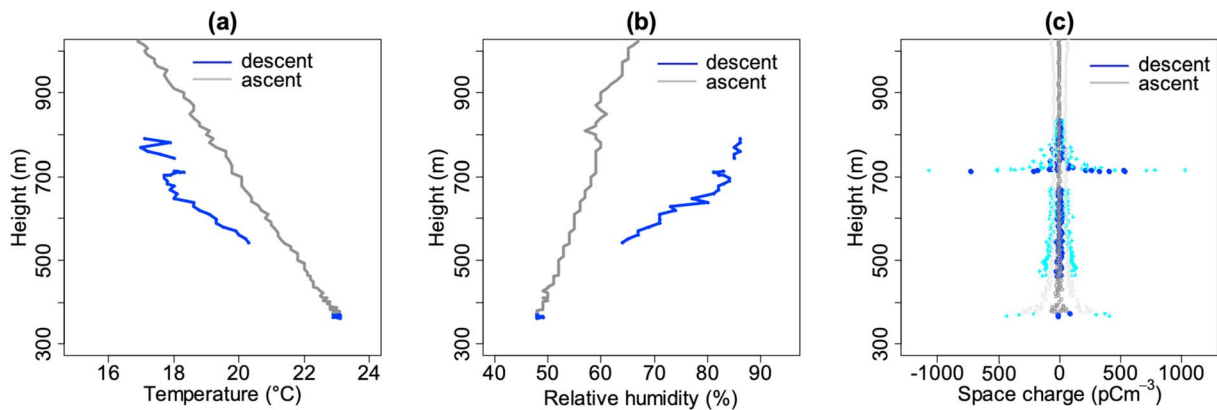 (a)
descent
ascent
Height (m)
300
500
700
900
16
18
20
22
24
Temperature (°C)
(b)
descent
ascent
Height (m)
300
500
700
900
40
50
60
70
80
90
Relative humidity (%)
(c)
descent
ascent
Height (m)
300
500
700
900
-1000
500
0
500
1000
Space charge (pCm−3)